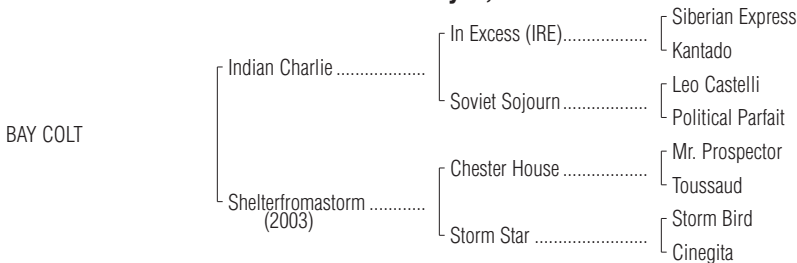 BAY COLT
Indian Charlie ...................
In Excess (IRE)..................
Siberian Express
Kantado
Soviet Sojourn..................
Leo Castelli
Political Parfait
Shelterfromastorm ............
(2003)
Chester House ..................
Mr. Prospector
Toussaud
Storm Star ........................
Storm Bird
Cinegita